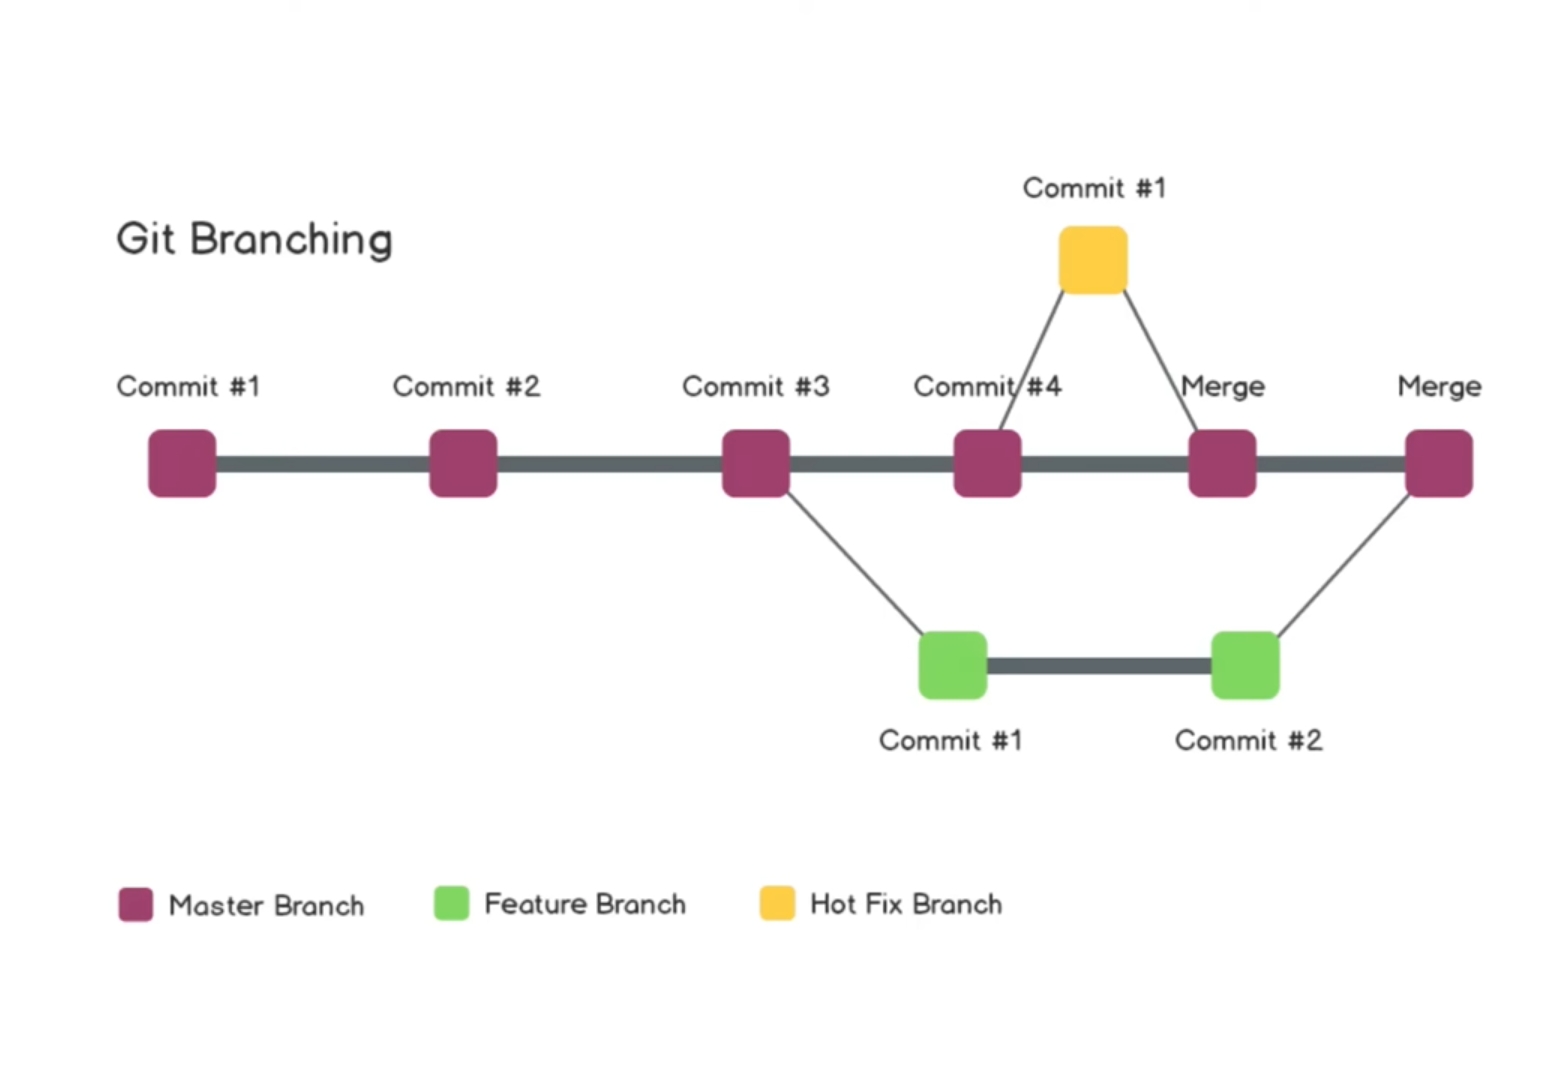 Commit #1
Git Branching
Commit #1
Commit #2
Commit #3
Commit #4
Merge
Merge
Commit #1
Commit #2
Master Branch
Feature Branch
Hot Fix Branch